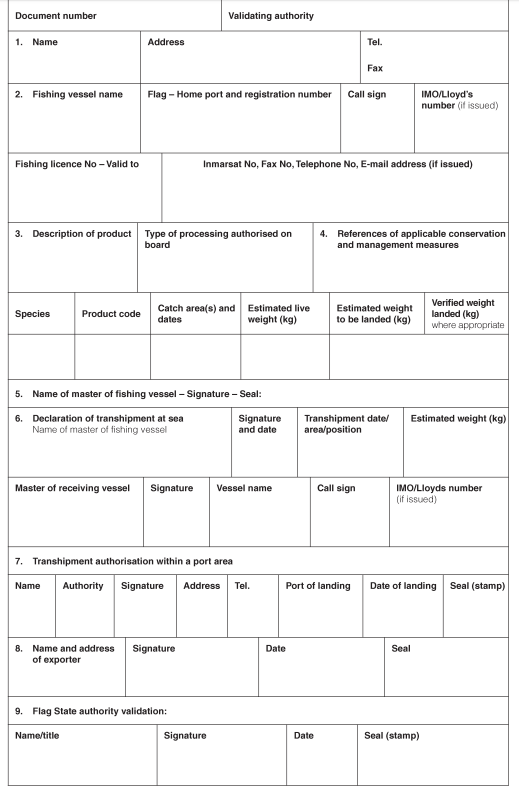 Document number
Validating authority
1. Name
Address
Tel.
Fax
2. Fishing vessel name
Flag – Home port and registration number
Call sign
IMO/Lloyd's
number (if issued)
Fishing licence No – Valid to
Inmarsat No, Fax No, Telephone No, E-mail address (if issued)
3. Description of product
Type of processing authorised on
board
4. References of applicable conservation
and management measures
Species
Product code
Catch area(s) and
dates
Estimated live
weight (kg)
Estimated weight
to be landed (kg)
Verified weight
landed (kg)
where appropriate
5. Name of master of fishing vessel – Signature – Seal:
6. Declaration of transhipment at sea
Name of master of fishing vessel
Signature
and date
Transhipment date/
area/position
Estimated weight (kg)
Master of receiving vessel
Signature
Vessel name
Call sign
IMO/Lloyds number
(if issued)
7. Transhipment authorisation within a port area
Name
Authority
Signature
Address
Tel.
Port of landing
Date of landing
Seal (stamp)
8. Name and address
of exporter
Signature
Date
Seal
9. Flag State authority validation:
Name/title
Signature
Date
Seal (stamp)